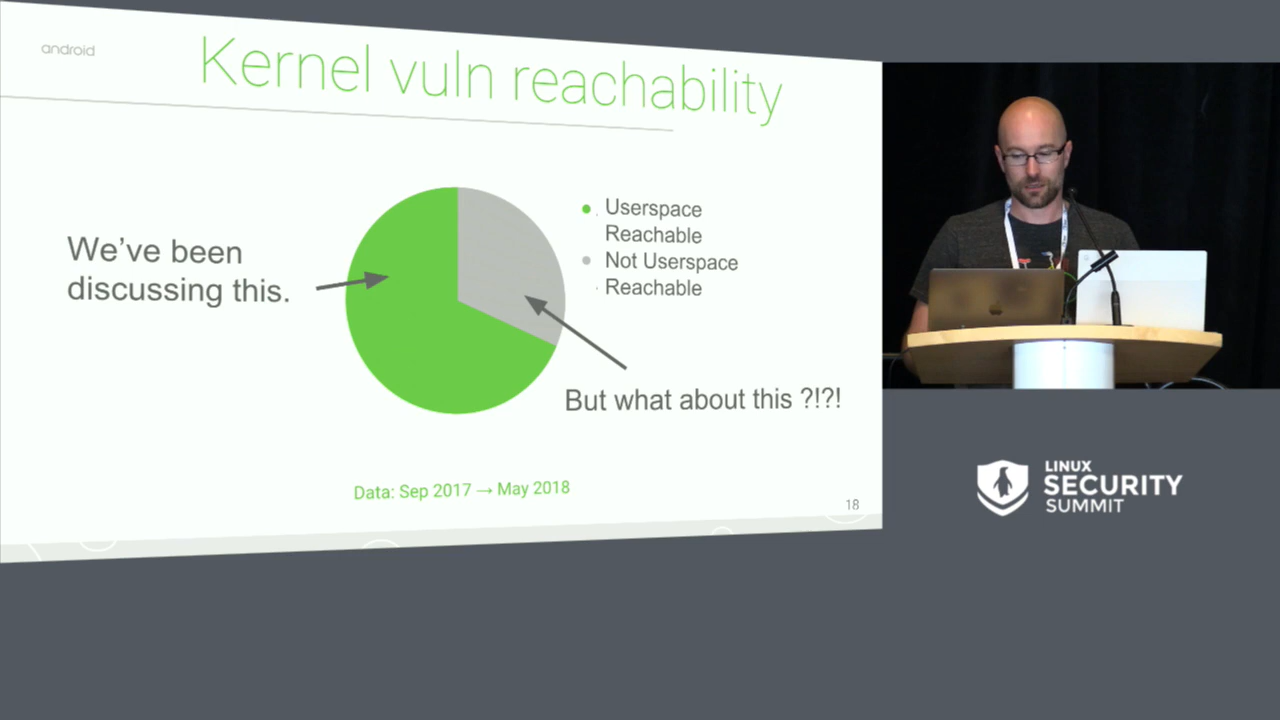 android
Kernel vuln reachability
We've been
discussing this.
Userspace
Reachable
Not Userspace
Reachable
But what about this ?!?!
Data: Sep 2017 → May 2018
18
LINUX
SECURITY
SUMMIT